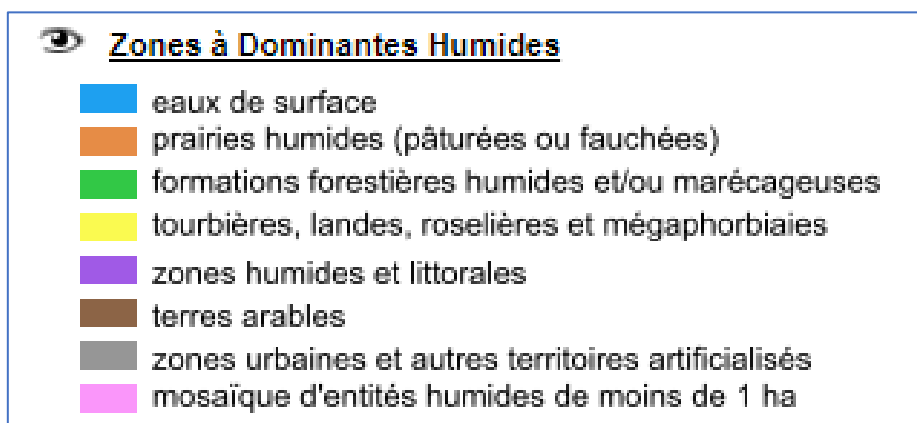 Zones à Dominantes Humides
eaux de surface
prairies humides (pâturées ou fauchées)
formations forestières humides et/ou marécageuses
tourbières, landes, roselières et mégaphorbiaies
zones humides et littorales
terres arables
zones urbaines et autres territoires artificialisés
mosaïque d'entités humides de moins de 1 ha